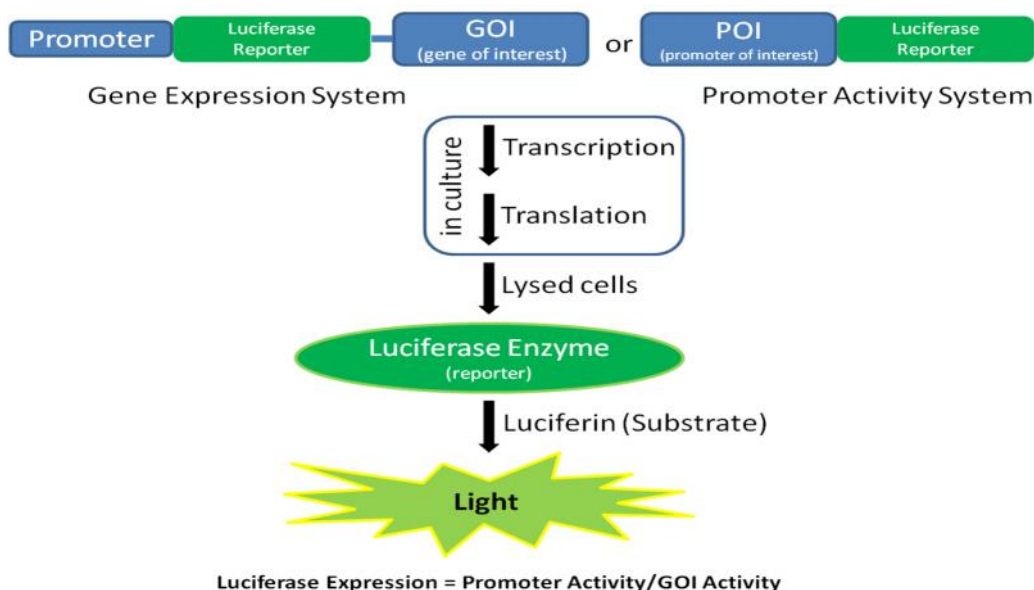 Promoter
Luciferase
Reporter
GOI
(gene of interest)
or
POI
(promoter of interest)
Luciferase
Reporter
Gene Expression System
Promoter Activity System
in culture
Transcription
Translation
Lysed cells
Luciferase Enzyme
(reporter)
Luciferin (Substrate)
Light
Luciferase Expression = Promoter Activity/GOI Activity